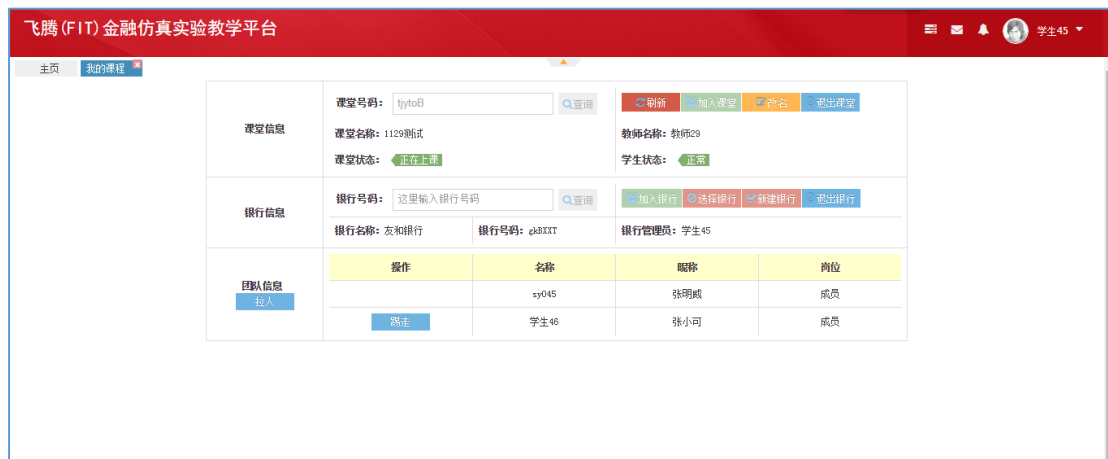 飞腾(FIT)金融仿真实验教学平台
学生45
主页 我的课程
课堂信息
课堂号码： tjytoB 查询 刷新 加入课堂 改名 退出课堂
课堂名称：1129测试 教师名称：教师29
课堂状态： 正在上课 学生状态： 正常
银行信息
银行号码： 这里输入银行号码 查询 加入银行 选择银行 新建银行 退出银行
银行名称：友和银行 银行号码：gkBXXT 银行管理员：学生45
团队信息
拉人
操作 名称 昵称 岗位
sy045 张明威 成员
踢走 学生46 张小可 成员